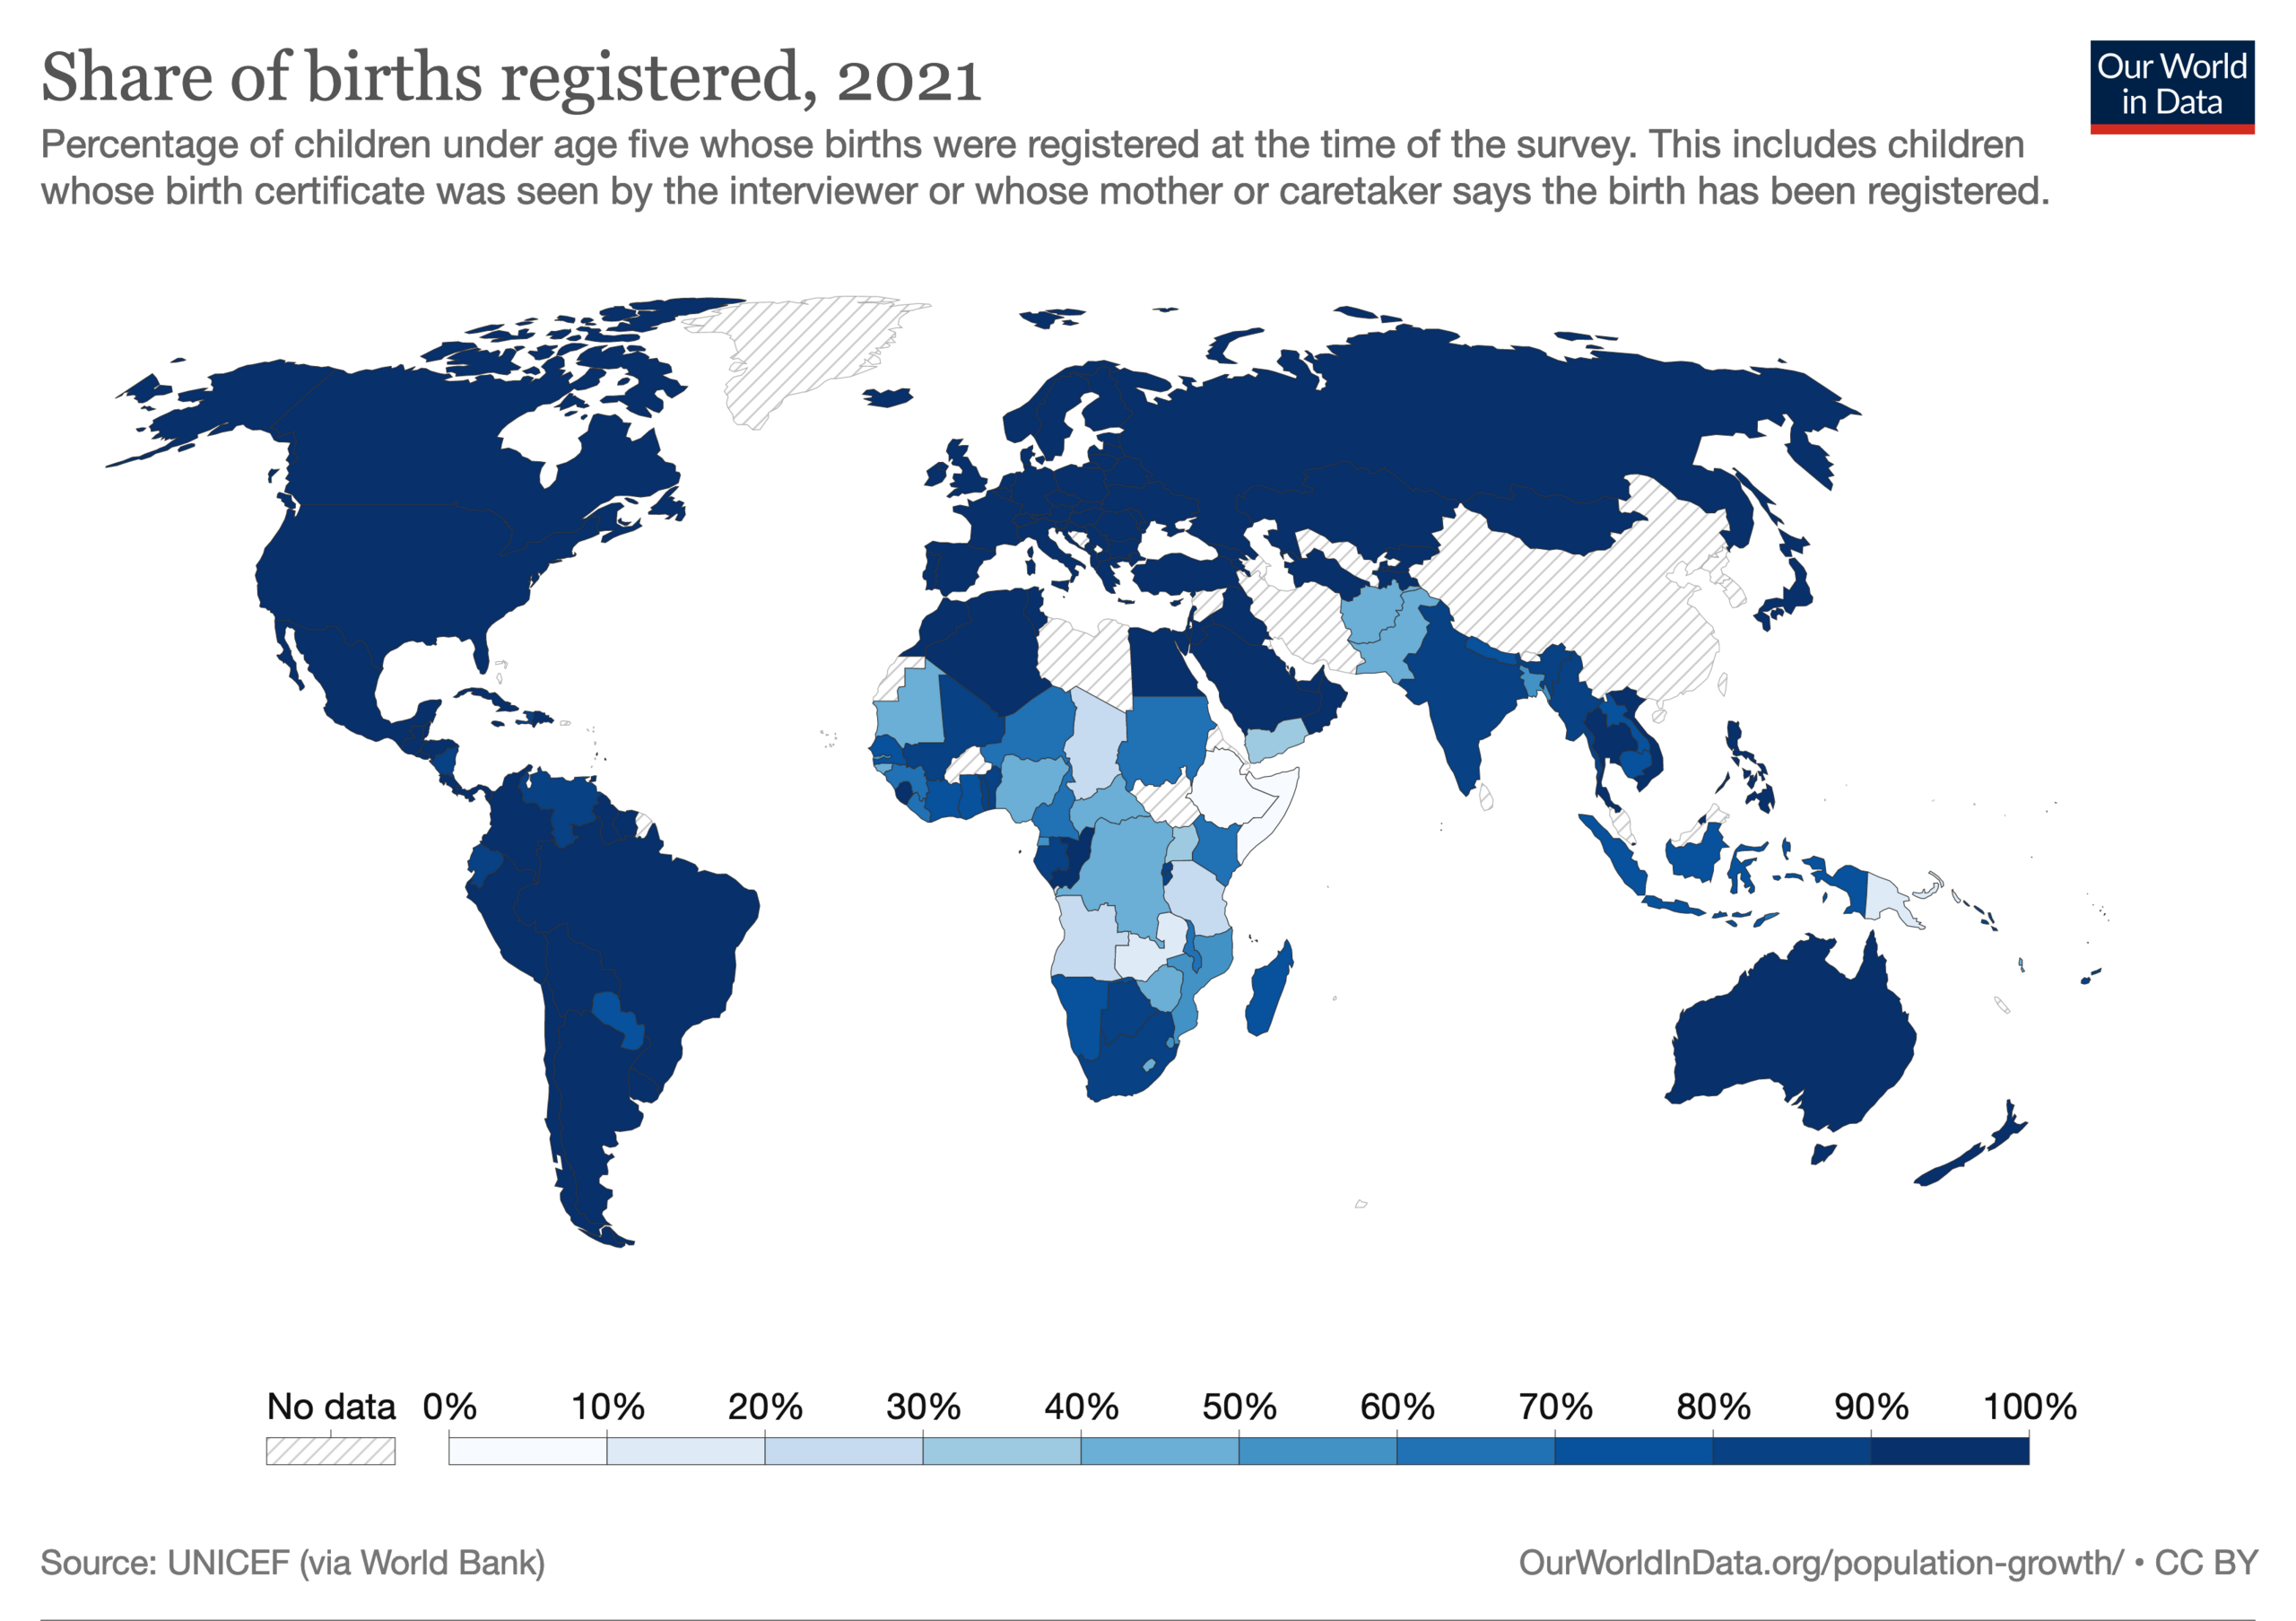 Share of births registered, 2021
Our World
in Data
Percentage of children under age five whose births were registered at the time of the survey. This includes children
whose birth certificate was seen by the interviewer or whose mother or caretaker says the birth has been registered.
No data 0% 10% 20% 30% 40% 50% 60% 70% 80% 90% 100%
Source: UNICEF (via World Bank)
OurWorldInData.org/population-growth/ • CC BY